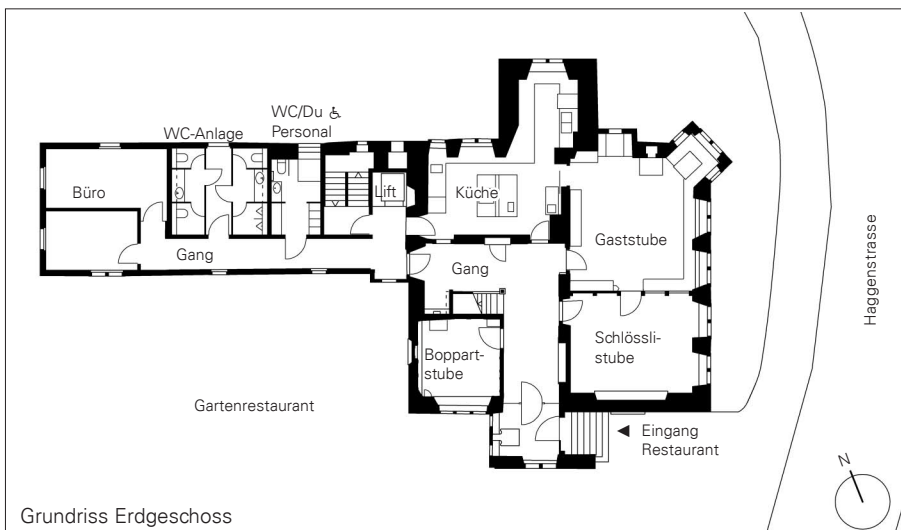 WC/Du
Personal
WC-Anlage
Büro
Lift
Küche
Gaststube
Gang
Gang
Haggenstrasse
Schlössli-
stube
Boppart-
stube
Gartenrestaurant
Eingang
Restaurant
N
Grundriss Erdgeschoss